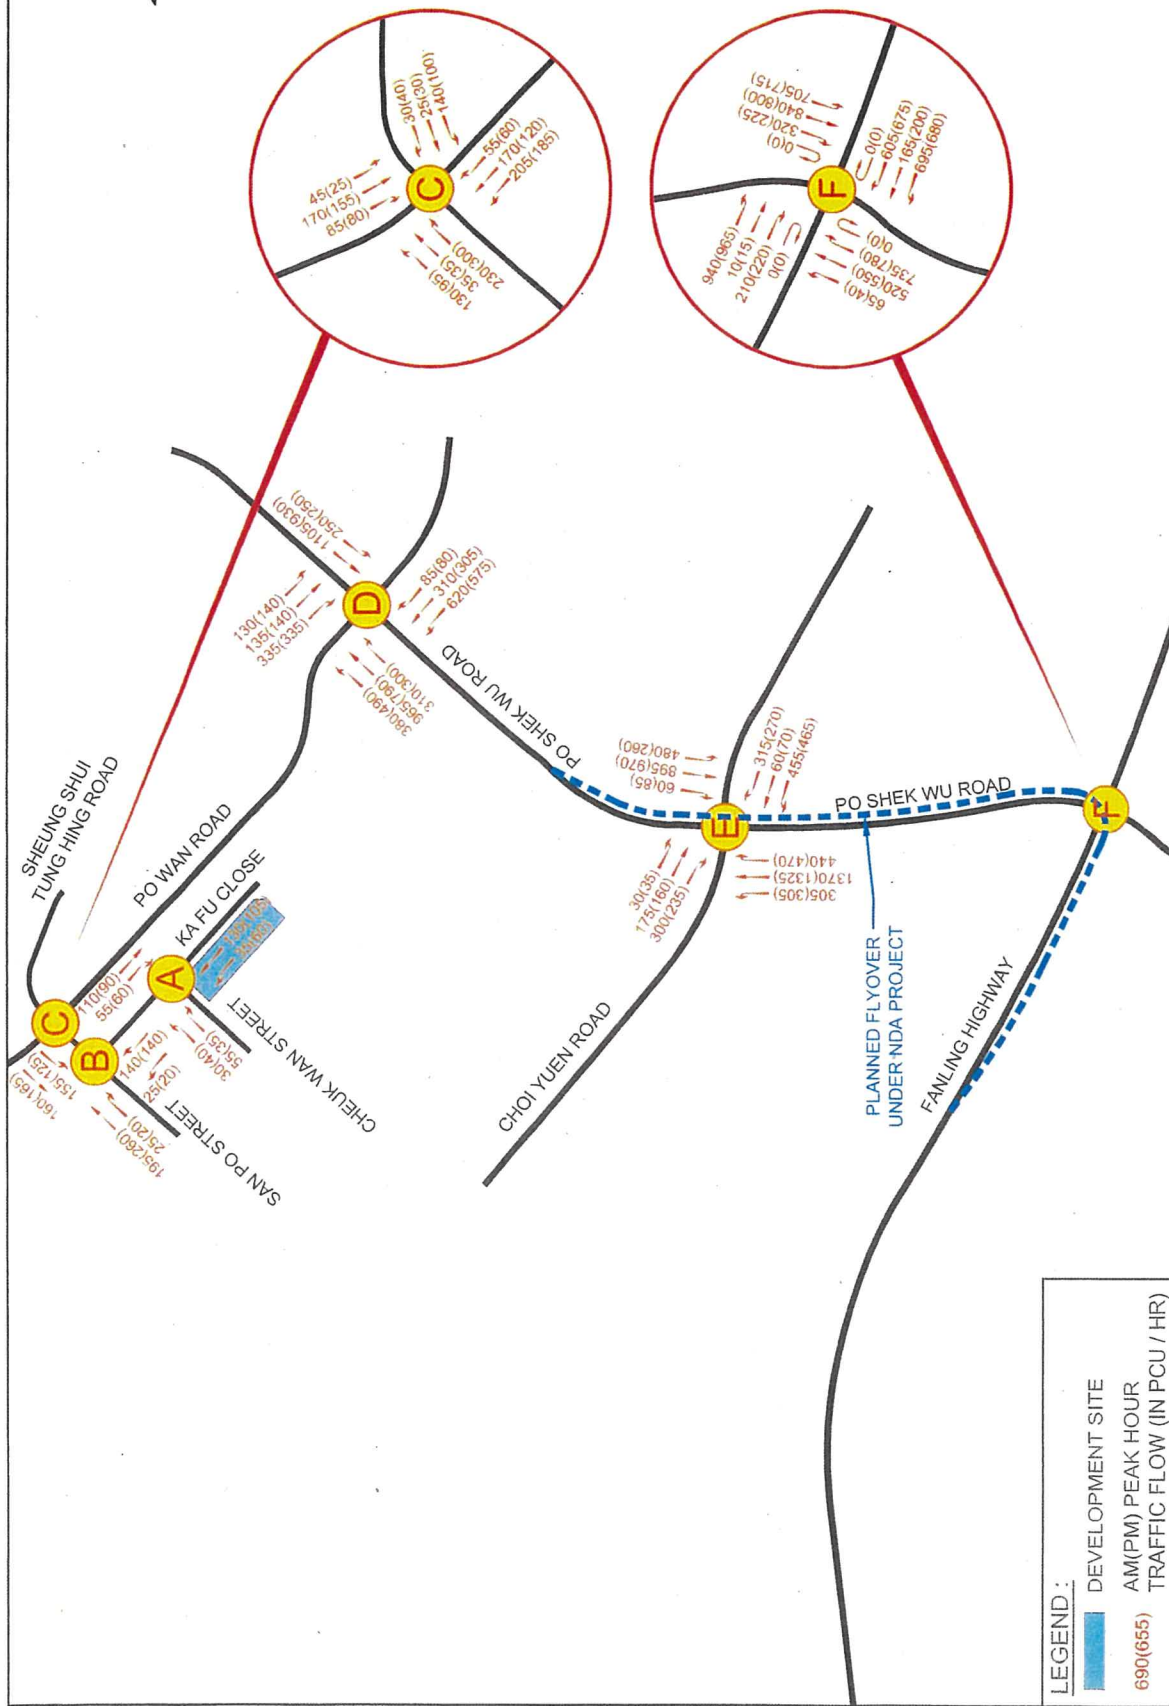 SHEUNG SHUI
TUNG HING ROAD
160(165)
155(125)
C
B
195(260)
25(20)
SAN PO STREET
110(90)
55(60)
140(140)
25(20)
A
KA FU CLOSE
30(40)
55(35)
CHEUK WAN STREET
PO WAN ROAD
130(140)
135(140)
335(335)
1105(930)
250(250)
D
380(490)
965(790)
310(300)
85(80)
310(305)
620(575)
PO SHEK WU ROAD
CHOI YUEN ROAD
30(35)
175(160)
300(235)
60(85)
895(970)
480(260)
E
315(270)
60(70)
455(465)
305(305)
1370(1325)
440(470)
PO SHEK WU ROAD
PLANNED FLYOVER
UNDER NDA PROJECT
FANLING HIGHWAY
F
45(25)
170(155)
85(80)
30(40)
25(30)
140(100)
C
130(95)
35(35)
230(300)
55(60)
170(120)
205(185)
940(965)
10(15)
210(220)
0(0)
0(0)
320(225)
840(800)
705(715)
F
65(40)
520(550)
735(780)
0(0)
0(0)
605(675)
165(200)
695(680)
LEGEND :
DEVELOPMENT SITE
690(655)
AM(PM) PEAK HOUR
TRAFFIC FLOW (IN PCU / HR)